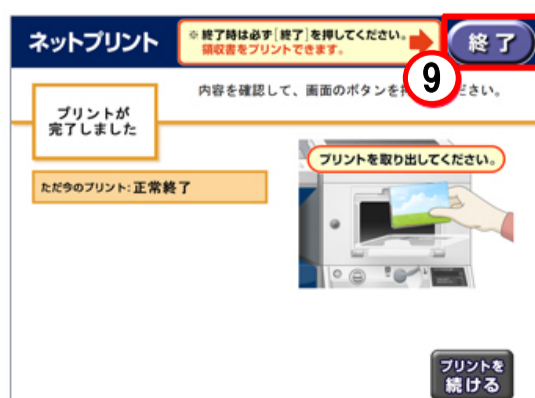 ネットプリント
※終了時は必ず[終了]を押してください。
領収書をプリントできます。
終了
9
内容を確認して、画面のボタンを
ださい。
プリントが
完了しました
プリントを取り出してください。
ただ今のプリント:正常終了
プリントを
続ける